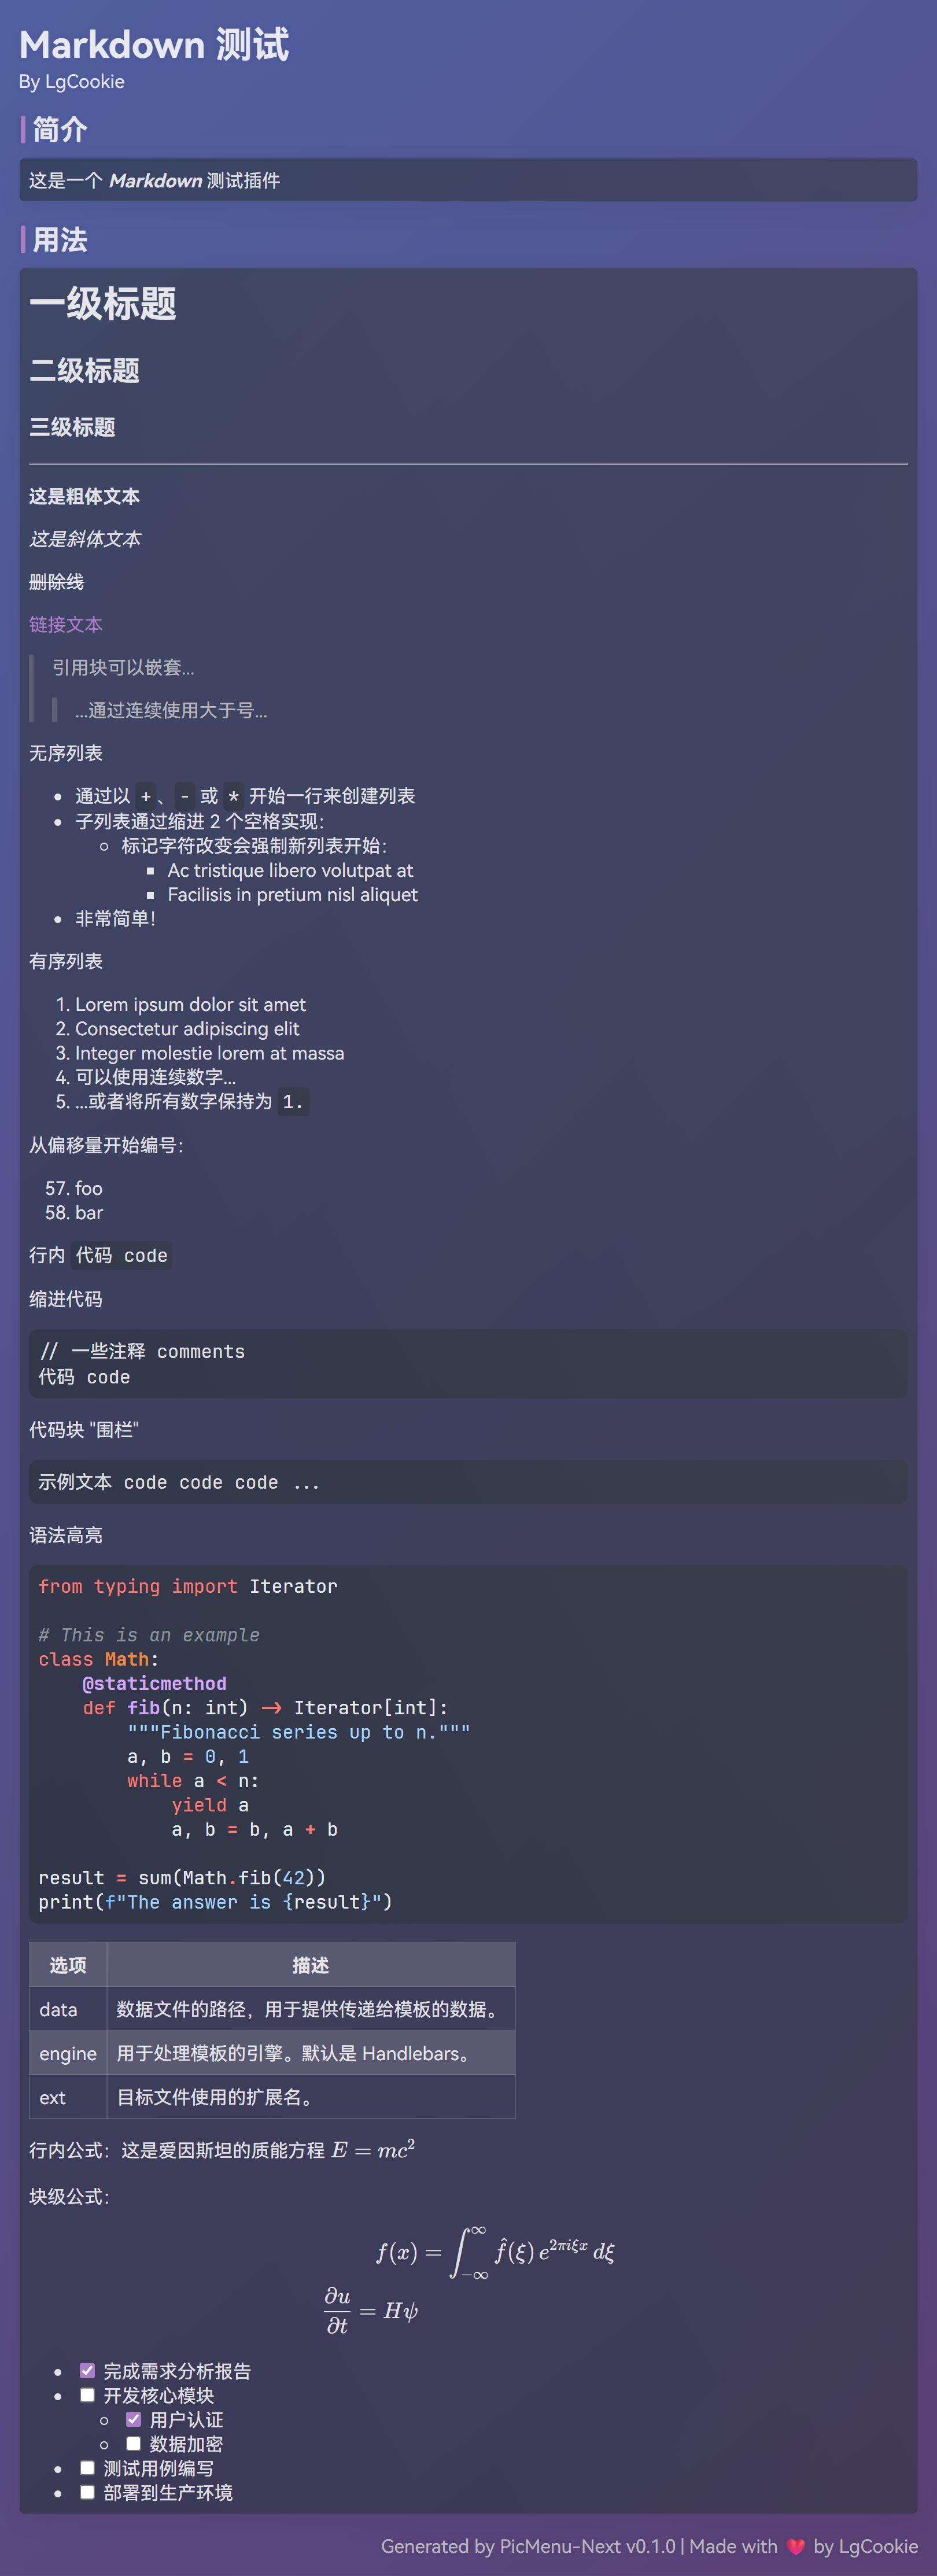 Markdown 测试
By LgCookie
简介
这是一个 Markdown 测试插件
用法
一级标题
二级标题
三级标题
这是粗体文本
这是斜体文本
删除线
链接文本
引用块可以嵌套...
...通过连续使用大于号...
无序列表
• 通过以 + 、 - 或 * 开始一行来创建列表
• 子列表通过缩进 2 个空格实现：
◦ 标记字符改变会强制新列表开始：
▪ Ac tristique libero volutpat at
▪ Facilisis in pretium nisl aliquet
• 非常简单！
有序列表
1. Lorem ipsum dolor sit amet
2. Consectetur adipiscing elit
3. Integer molestie lorem at massa
4. 可以使用连续数字...
5. ...或者将所有数字保持为 1.
从偏移量开始编号：
57. foo
58. bar
行内 代码 code
缩进代码
// 一些注释 comments
代码 code
代码块 "围栏"
示例文本 code code code ...
语法高亮
from typing import Iterator

# This is an example
class Math:
    @staticmethod
    def fib(n: int) -> Iterator[int]:
        """Fibonacci series up to n."""
        a, b = 0, 1
        while a < n:
            yield a
            a, b = b, a + b

result = sum(Math.fib(42))
print(f"The answer is {result}")
选项 描述
data 数据文件的路径，用于提供传递给模板的数据。
engine 用于处理模板的引擎。默认是 Handlebars。
ext 目标文件使用的扩展名。
行内公式：这是爱因斯坦的质能方程 E = mc²
块级公式：
f(x) = ∫_{-∞}^{∞} f̂(ξ) e^{2πiξx} dξ
∂u/∂t = Hψ
• ☑ 完成需求分析报告
• ☐ 开发核心模块
◦ ☑ 用户认证
◦ ☐ 数据加密
• ☐ 测试用例编写
• ☐ 部署到生产环境
Generated by PicMenu-Next v0.1.0 | Made with ❤️ by LgCookie